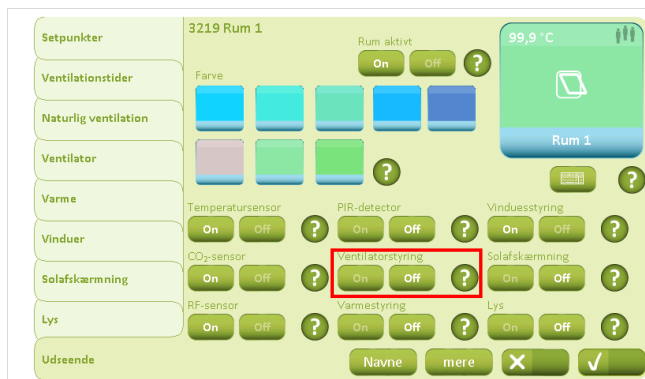 Setpunkter
Ventilationstider
Naturlig ventilation
Ventilator
Varme
Vinduer
Solafskærmning
Lys
Udseende
3219 Rum 1
Rum aktivt
On Off ?
Farve
?
99,9 °C
Rum 1
?
Temperatursensor PIR-detector Vinduesstyring
On Off ? On Off ? On Off ?
CO₂-sensor Ventilatorstyring Solafskærmning
On Off ? On Off ? On Off ?
RF-sensor Varmestyring Lys
On Off ? On Off ? On Off ?
Navne mere